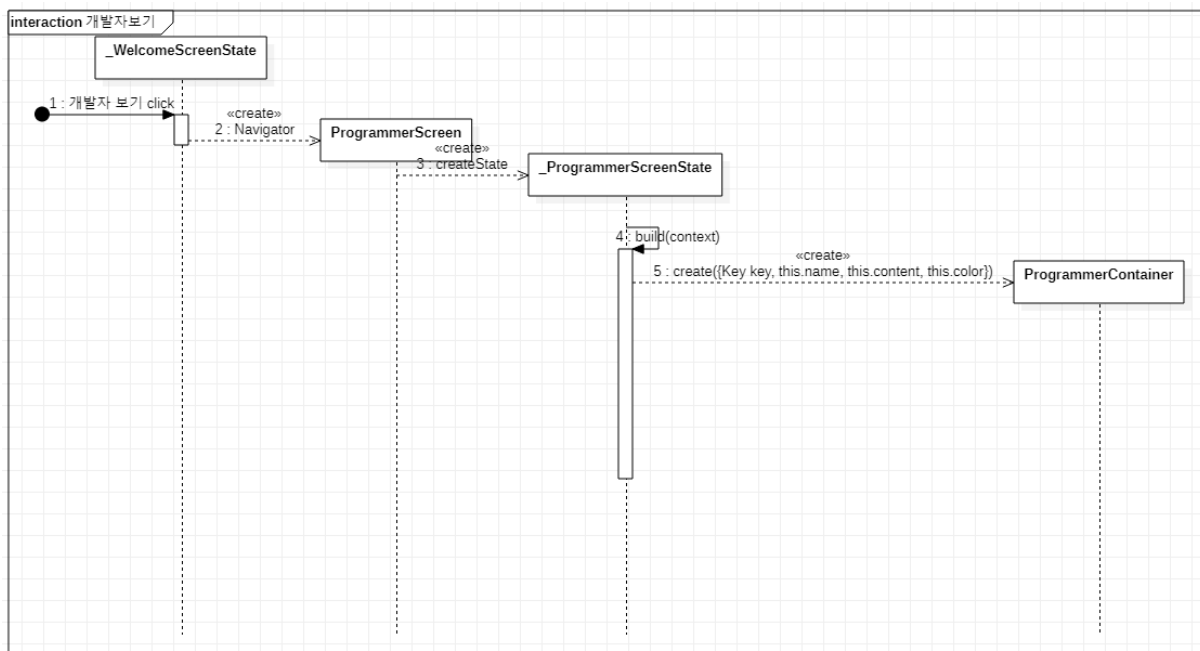 interaction 개발자보기
_WelcomeScreenState
1 : 개발자 보기 click
«create»
2 : Navigator
ProgrammerScreen
«create»
3 : createState
_ProgrammerScreenState
4 : build(context)
«create»
5 : create({Key key, this.name, this.content, this.color})
ProgrammerContainer